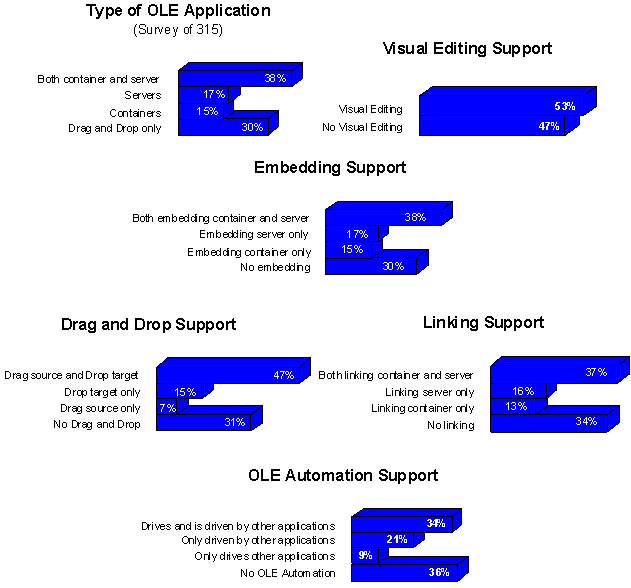 Type of OLE Application
(Survey of 315)
Both container and server 38%
Servers 17%
Containers 15%
Drag and Drop only 30%
Visual Editing Support
Visual Editing 53%
No Visual Editing 47%
Embedding Support
Both embedding container and server 38%
Embedding server only 17%
Embedding container only 15%
No embedding 30%
Drag and Drop Support
Drag source and Drop target 47%
Drop target only 15%
Drag source only 7%
No Drag and Drop 31%
Linking Support
Both linking container and server 37%
Linking server only 16%
Linking container only 13%
No linking 34%
OLE Automation Support
Drives and is driven by other applications 34%
Only driven by other applications 21%
Only drives other applications 9%
No OLE Automation 36%